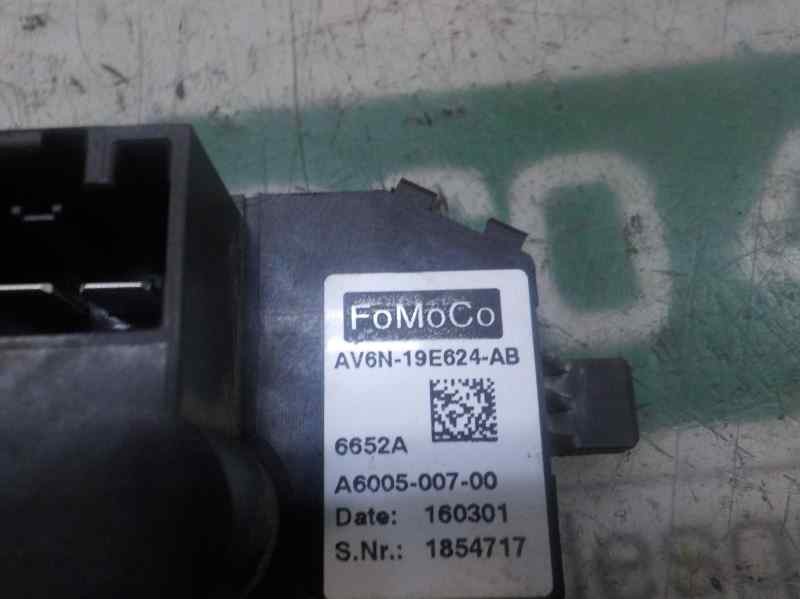 FoMoCo
AV6N-19E624-AB
6652A
A6005-007-00
Date: 160301
S.Nr.: 1854717